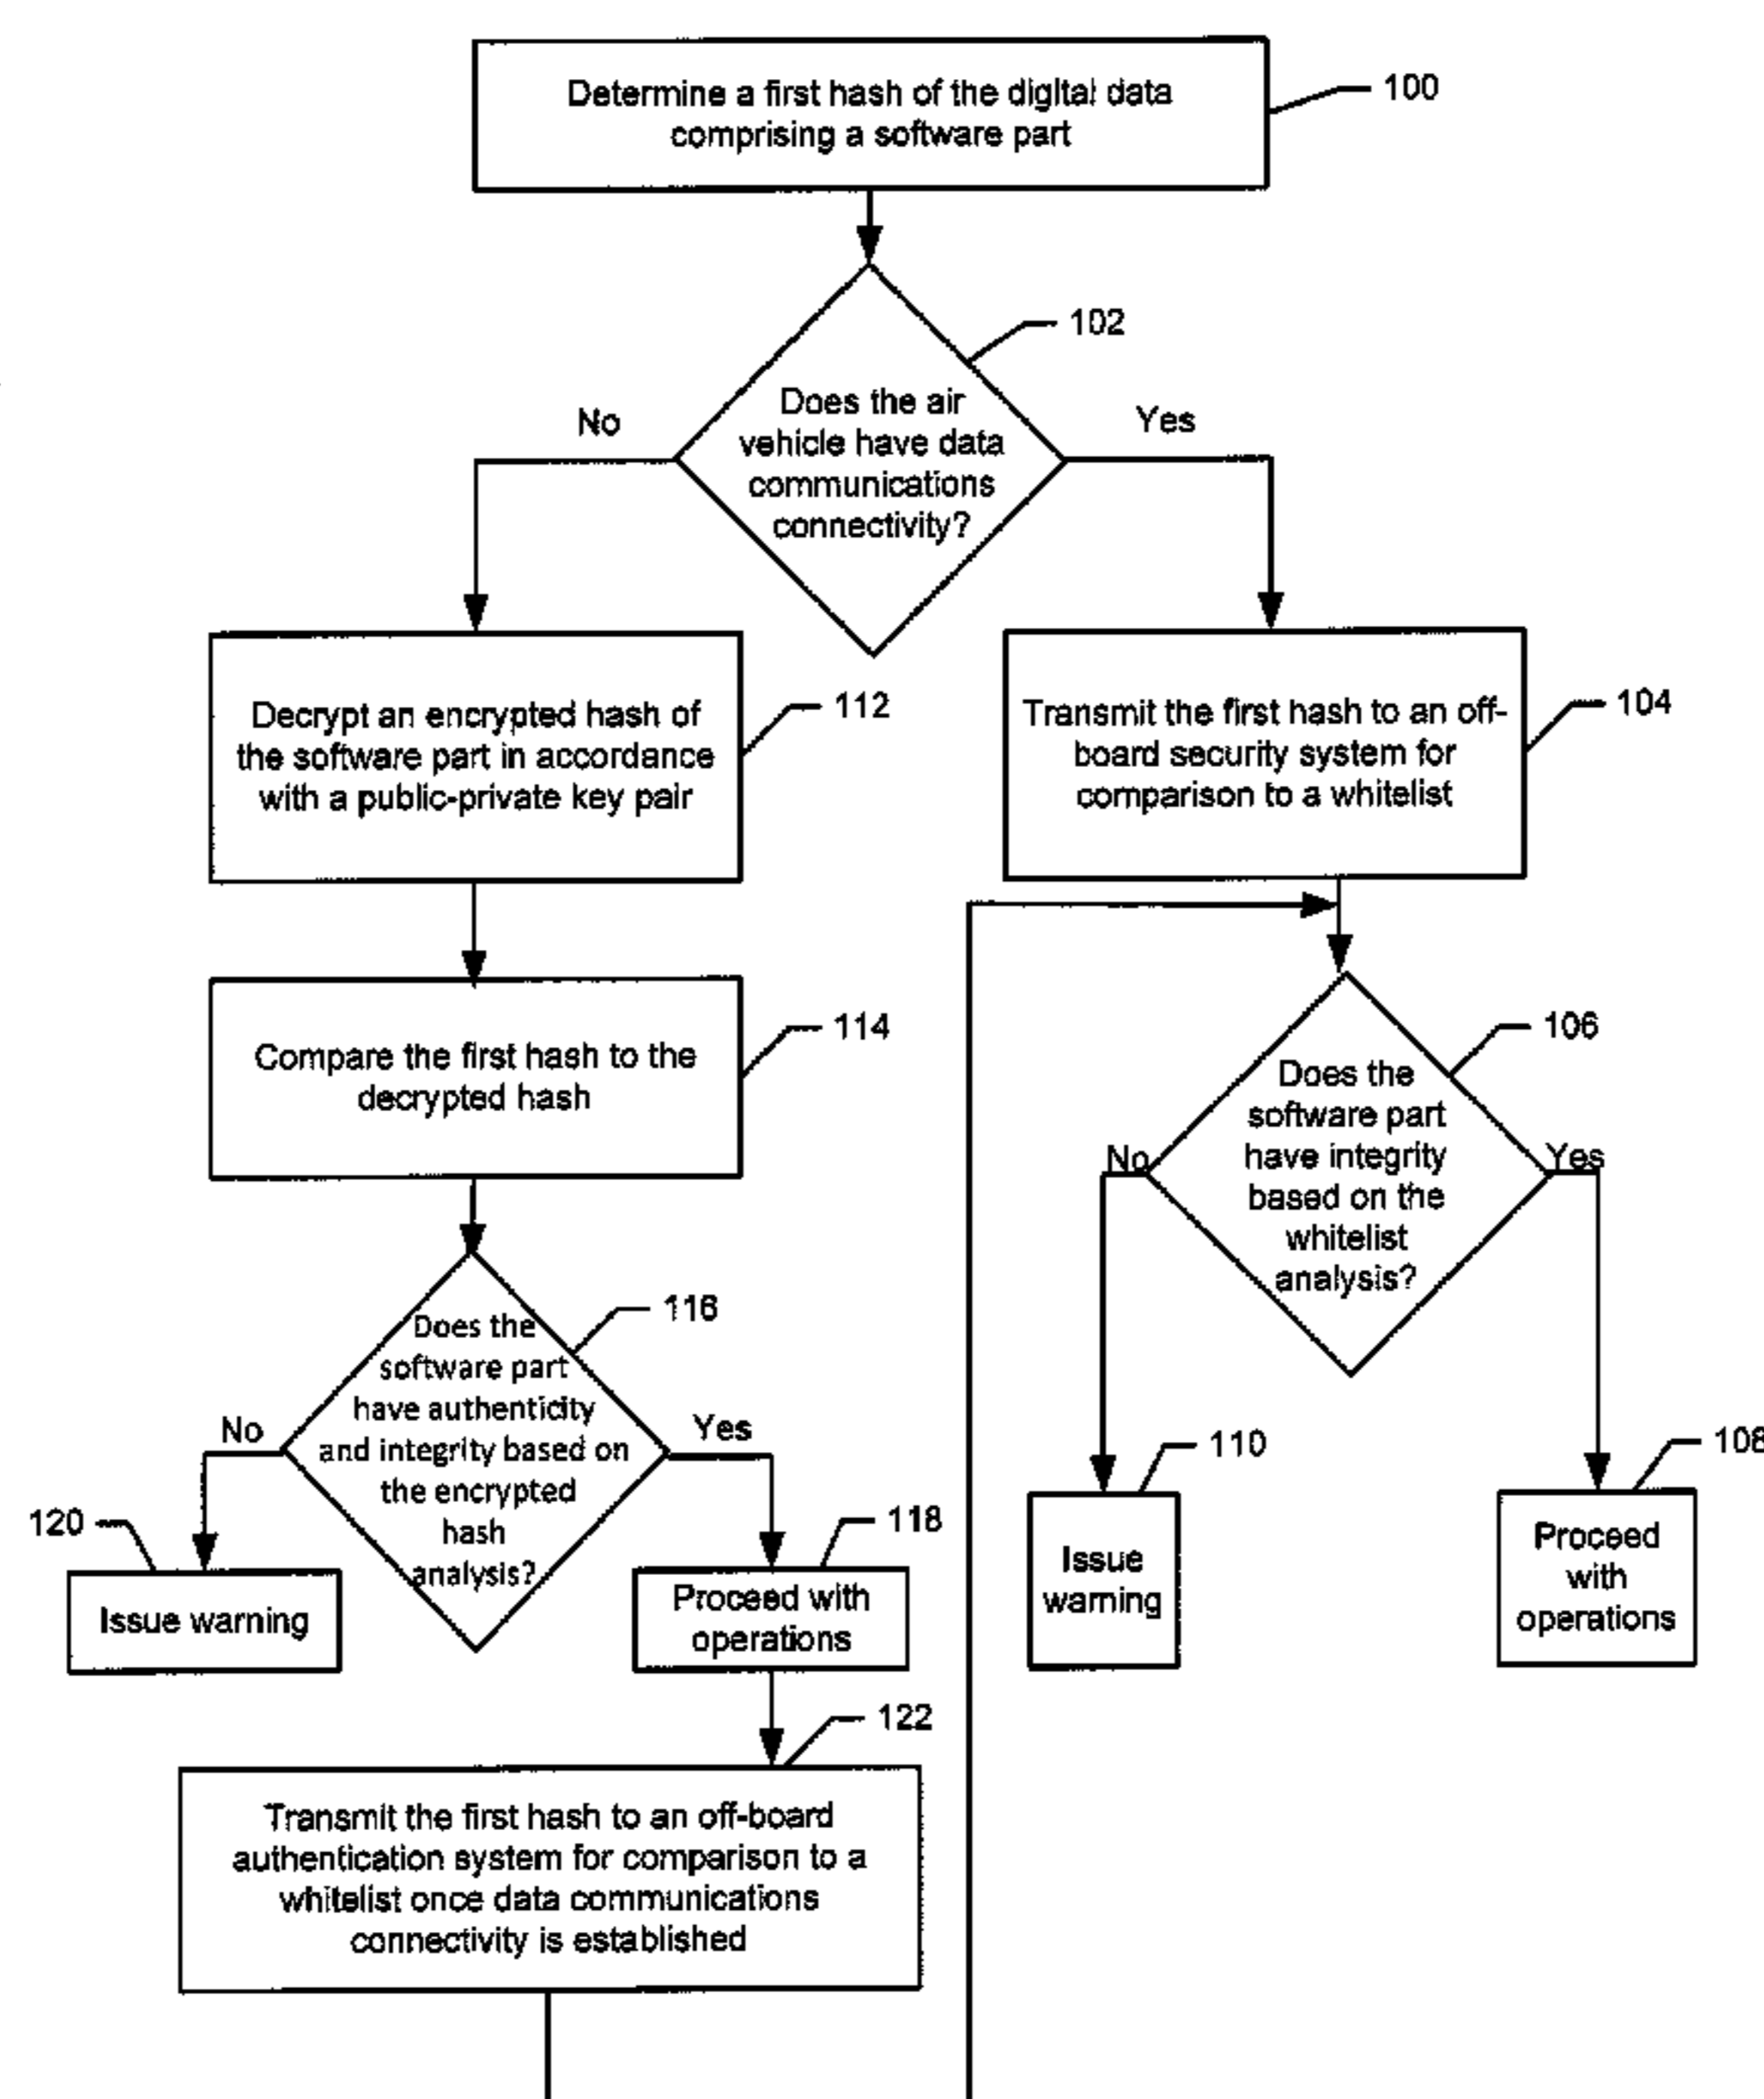 Determine a first hash of the digital data
comprising a software part
100
102
Does the air
vehicle have data
communications
connectivity?
No
Yes
Decrypt an encrypted hash of
the software part in accordance
with a public-private key pair
112
Transmit the first hash to an off-
board security system for
comparison to a whitelist
104
Compare the first hash to the
decrypted hash
114
106
Does the
software part
have integrity
based on the
whitelist
analysis?
No
Yes
116
Does the
software part
have authenticity
and integrity based on
the encrypted
hash
analysis?
No
Yes
120
Issue warning
118
Proceed with
operations
110
Issue
warning
108
Proceed
with
operations
122
Transmit the first hash to an off-board
authentication system for comparison to a
whitelist once data communications
connectivity is established